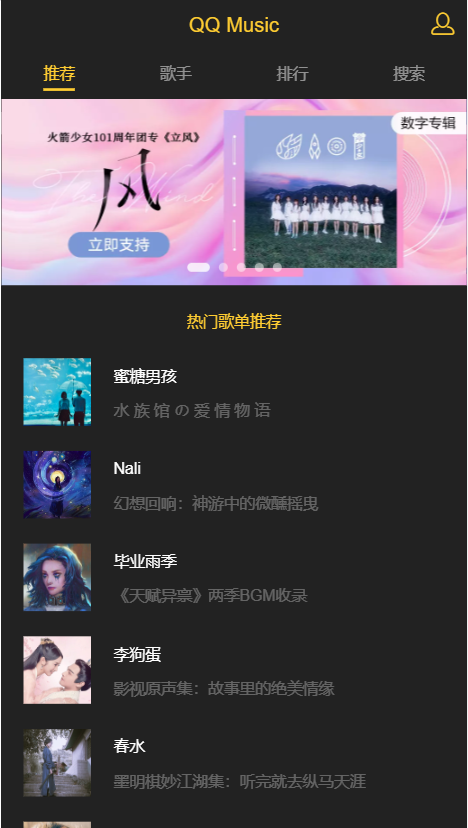 QQ Music
推荐
歌手
排行
搜索
数字专辑
火箭少女101周年团专《立风》
风
The Wind
立即支持
热门歌单推荐
蜜糖男孩
水 族 馆 の 爱 情 物 语
Nali
幻想回响：神游中的微醺摇曳
毕业雨季
《天赋异禀》两季BGM收录
李狗蛋
影视原声集：故事里的绝美情缘
春水
墨明棋妙江湖集：听完就去纵马天涯